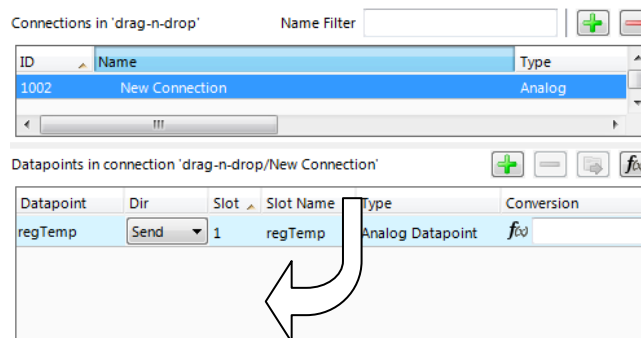 Connections in 'drag-n-drop' Name Filter
ID Name Type
1002 New Connection Analog
Datapoints in connection 'drag-n-drop/New Connection'
Datapoint Dir Slot Slot Name Type Conversion
regTemp Send 1 regTemp Analog Datapoint f(x)